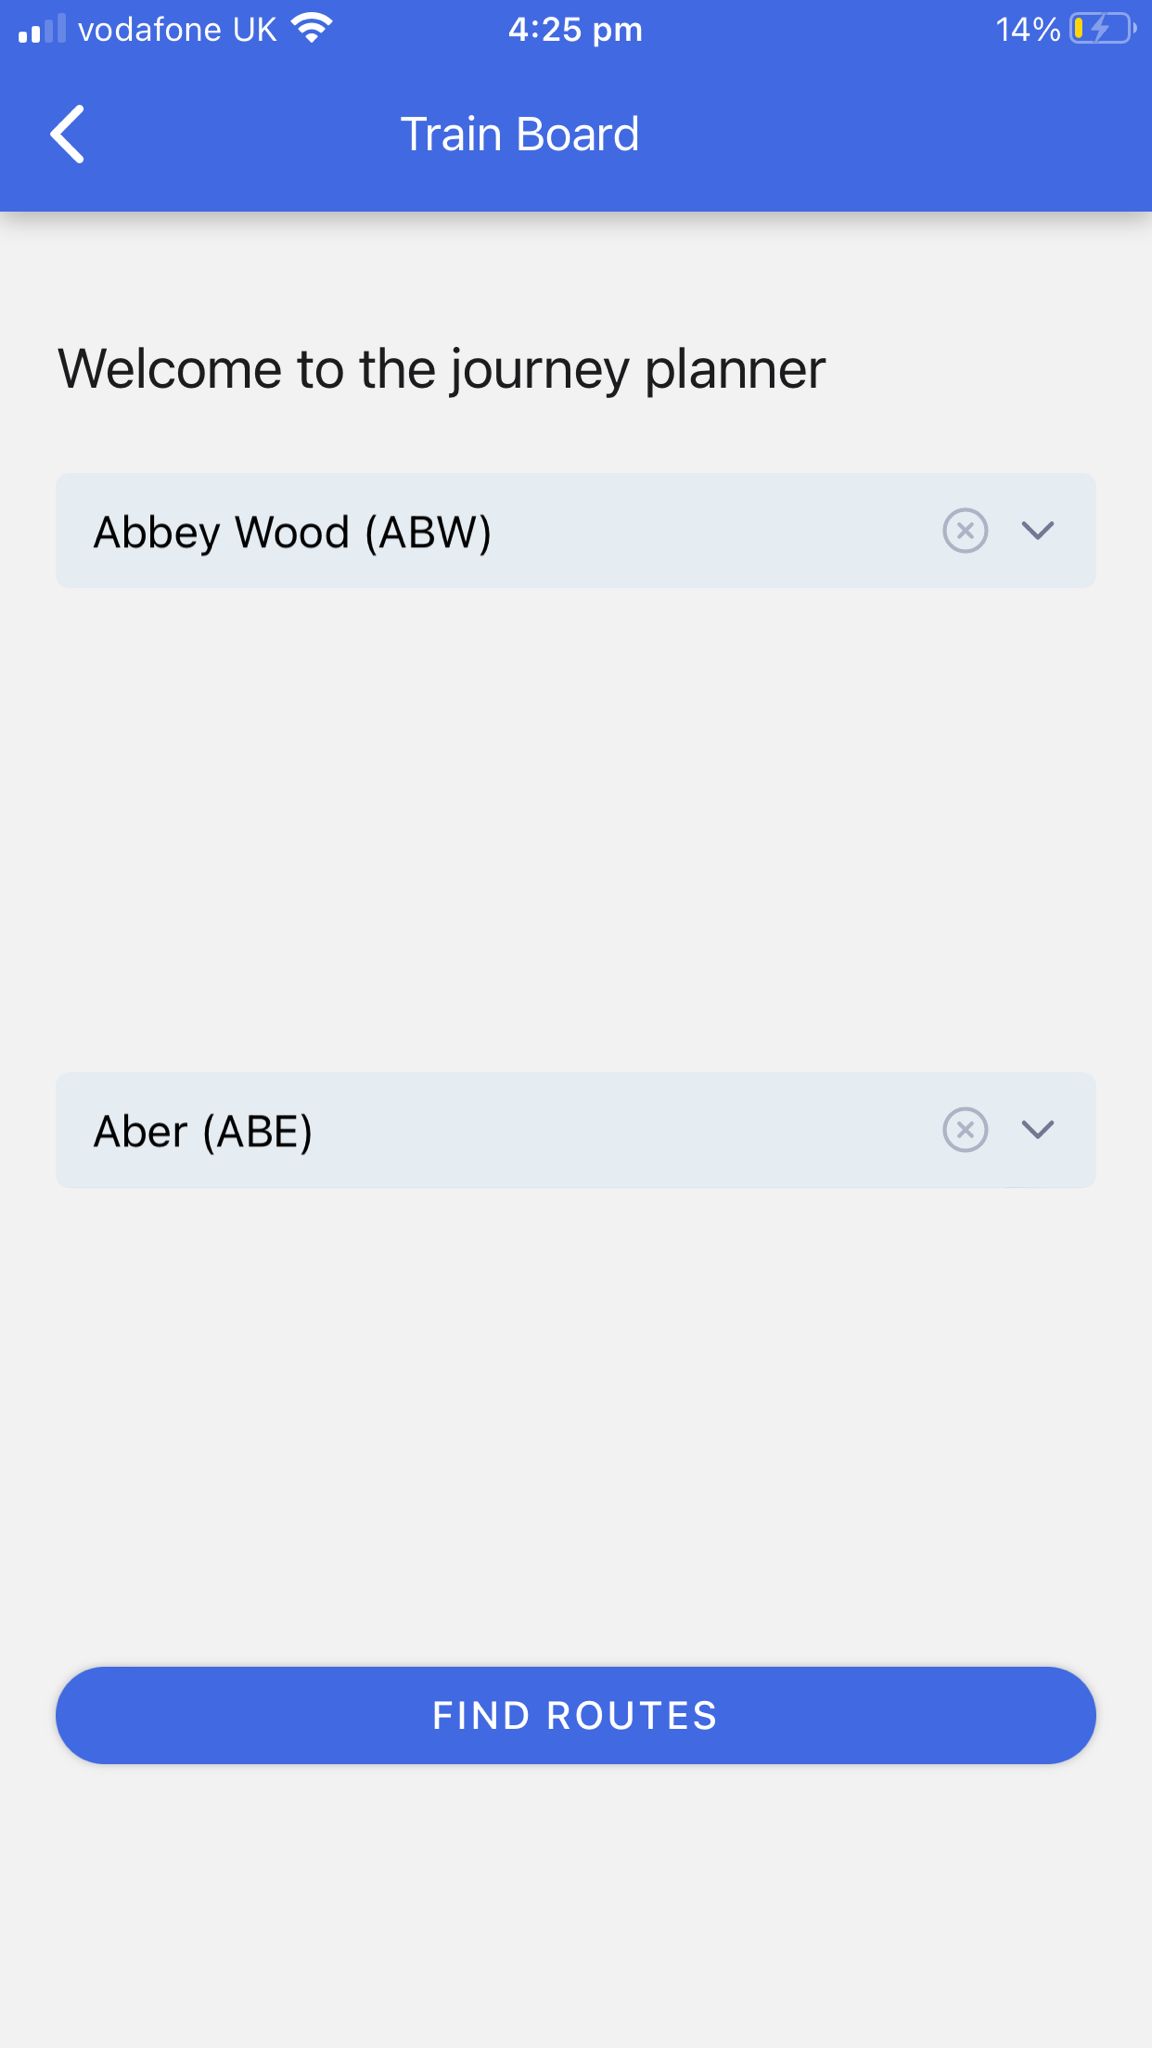 vodafone UK 4:25 pm 14%
Train Board
Welcome to the journey planner
Abbey Wood (ABW)
Aber (ABE)
FIND ROUTES